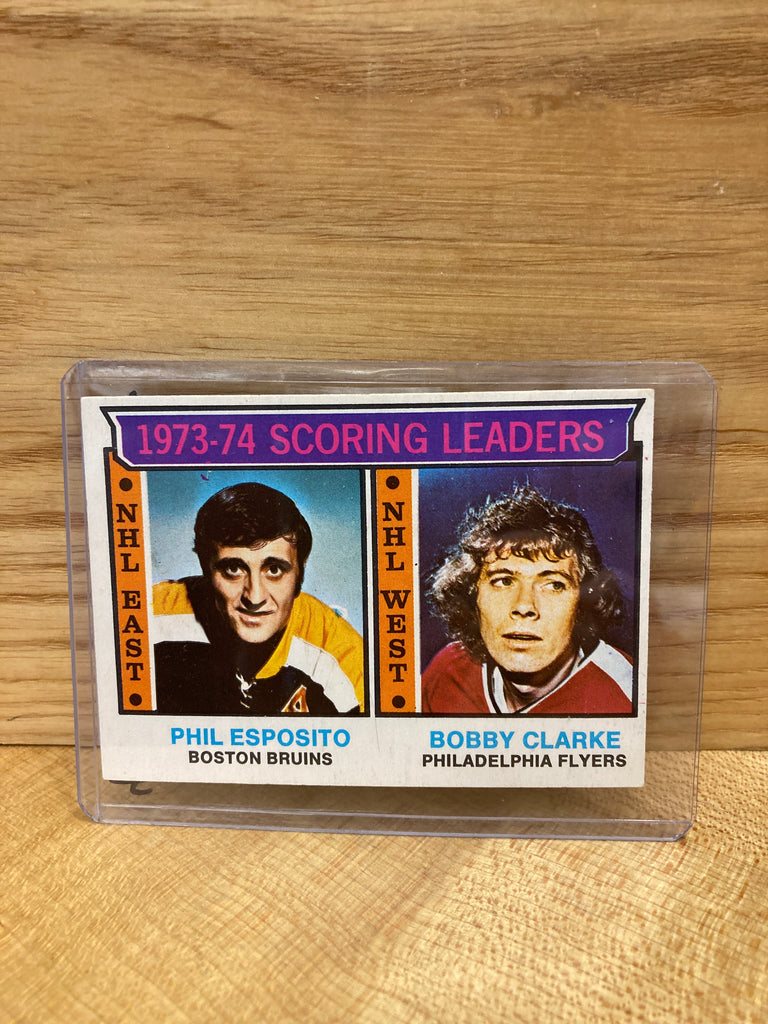 1973-74 SCORING LEADERS
NHL EAST
NHL WEST
PHIL ESPOSITO
BOSTON BRUINS
BOBBY CLARKE
PHILADELPHIA FLYERS